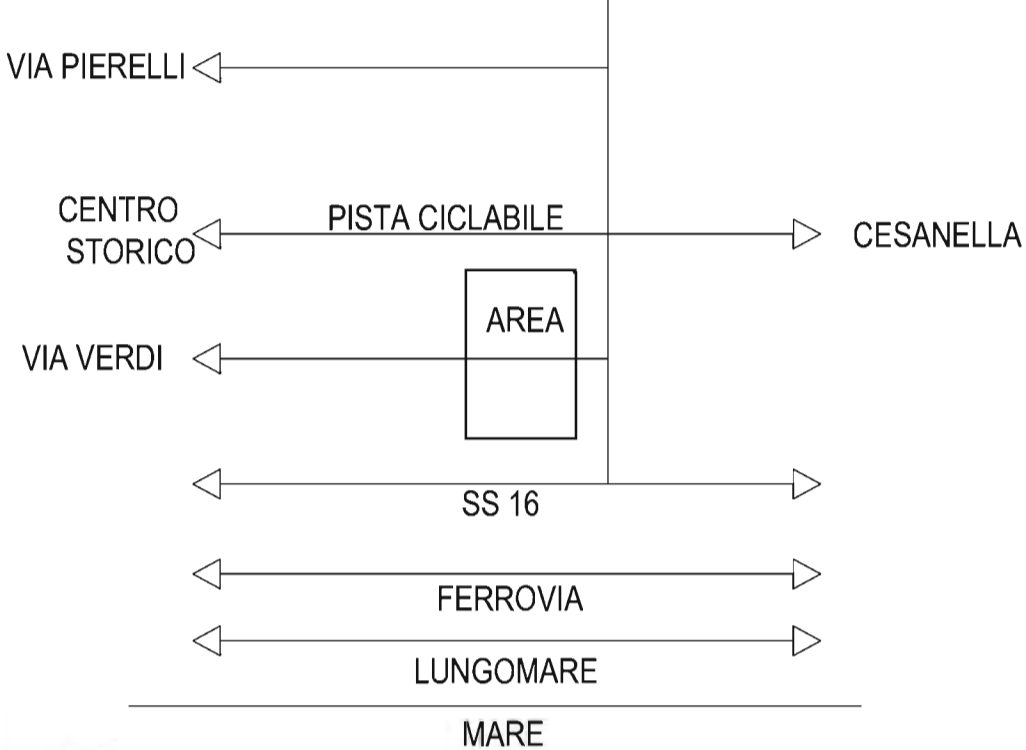 VIA PIERELLI
CENTRO
STORICO
PISTA CICLABILE
CESANELLA
AREA
VIA VERDI
SS 16
FERROVIA
LUNGOMARE
MARE